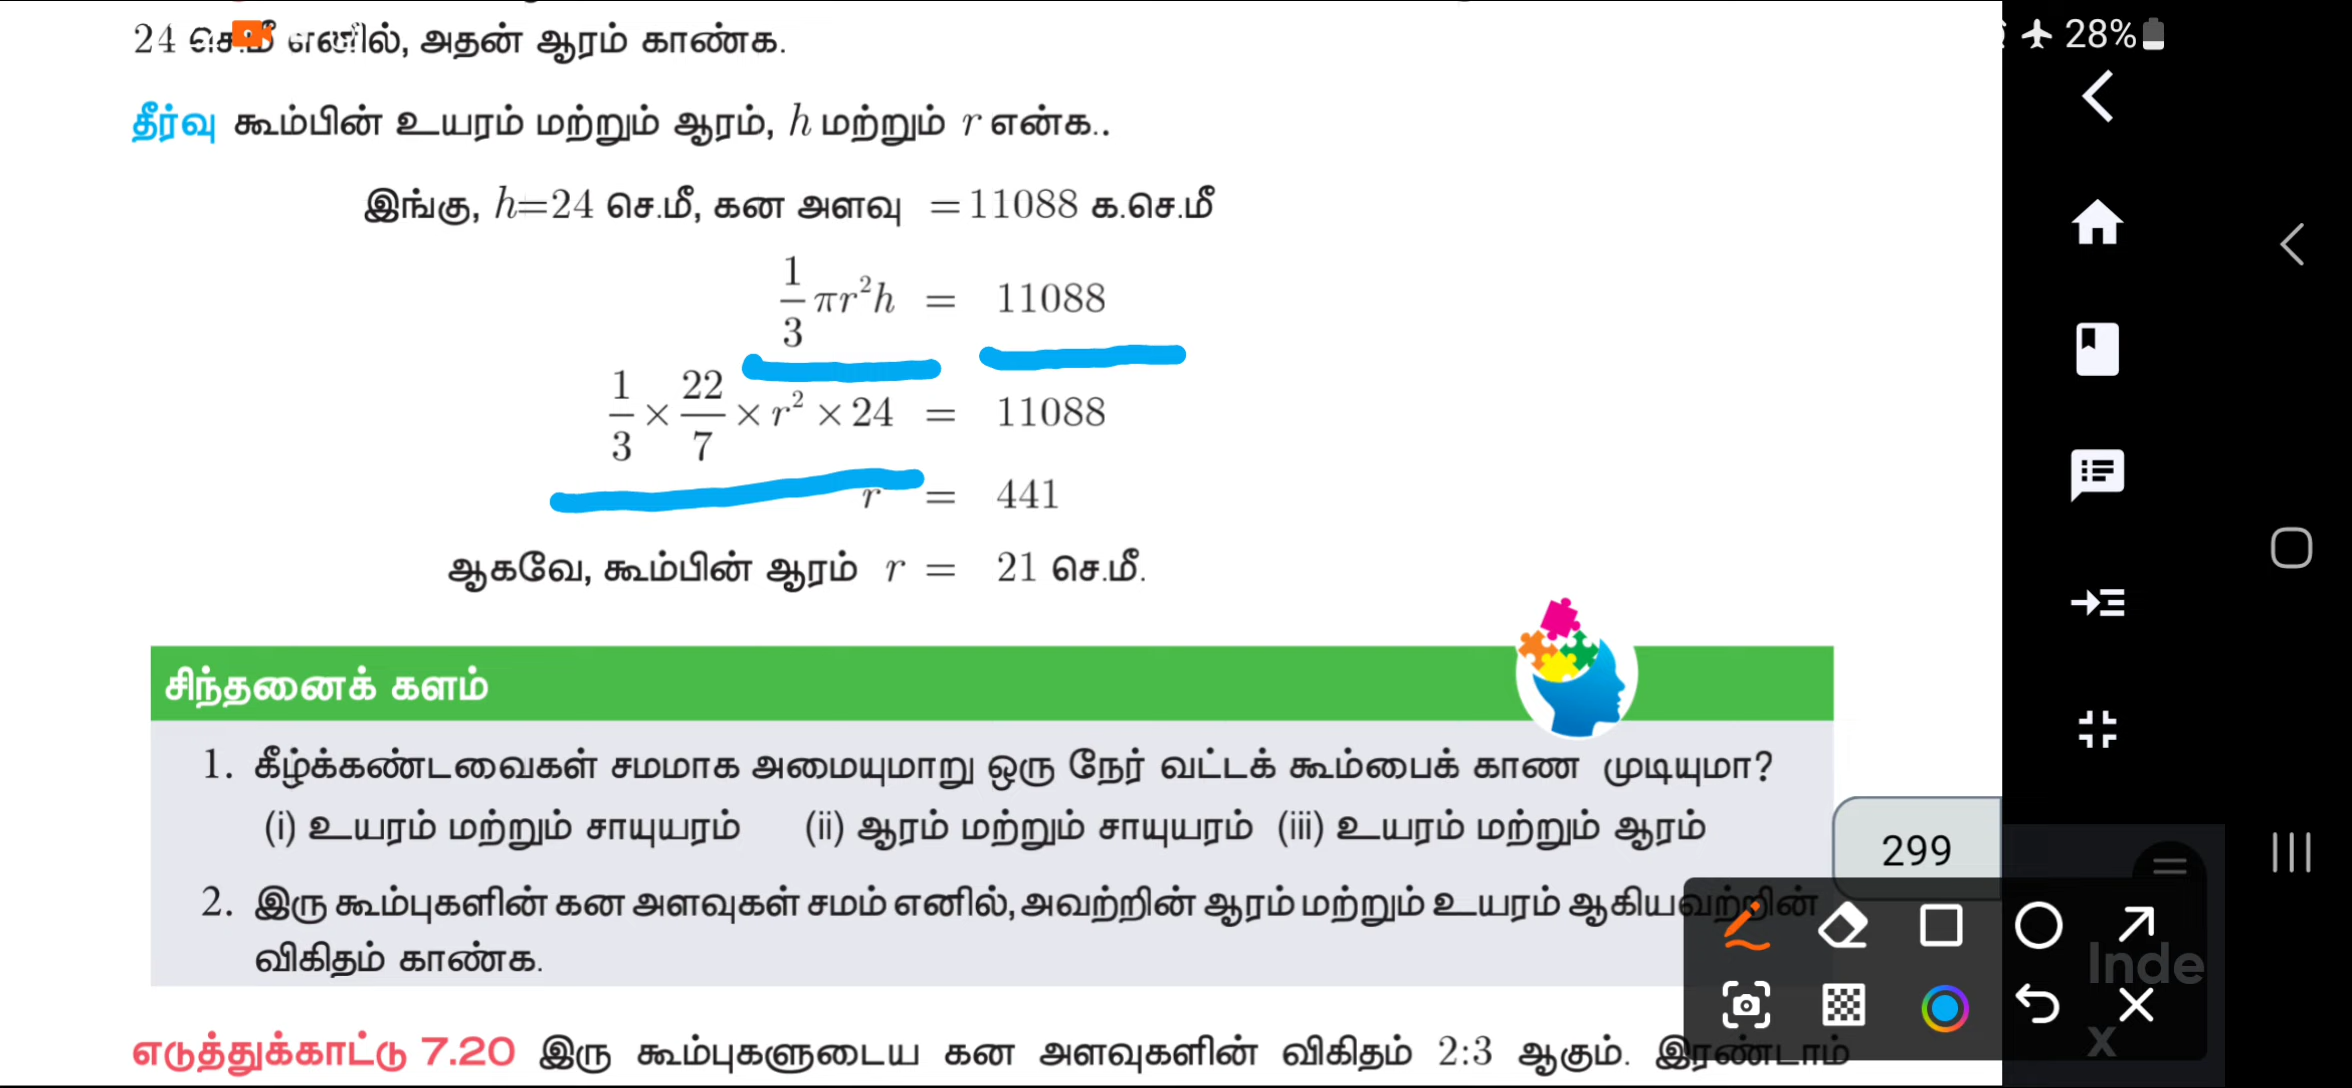 24 செ.மீ எனில், அதன் ஆரம் காண்க.
28%
தீர்வு கூம்பின் உயரம் மற்றும் ஆரம், h மற்றும் r என்க..
இங்கு, h=24 செ.மீ, கன அளவு = 11088 க.செ.மீ
1/3 πr²h = 11088
1/3 × 22/7 × r² × 24 = 11088
r = 441
ஆகவே, கூம்பின் ஆரம் r = 21 செ.மீ.
சிந்தனைக் களம்
1. கீழ்க்கண்டவைகள் சமமாக அமையுமாறு ஒரு நேர் வட்டக் கூம்பைக் காண முடியுமா?
(i) உயரம் மற்றும் சாயுயரம் (ii) ஆரம் மற்றும் சாயுயரம் (iii) உயரம் மற்றும் ஆரம்
299
2. இரு கூம்புகளின் கன அளவுகள் சமம் எனில், அவற்றின் ஆரம் மற்றும் உயரம் ஆகியவற்றின்
விகிதம் காண்க.
Inde
x
எடுத்துக்காட்டு 7.20 இரு கூம்புகளுடைய கன அளவுகளின் விகிதம் 2:3 ஆகும். இரண்டாம்